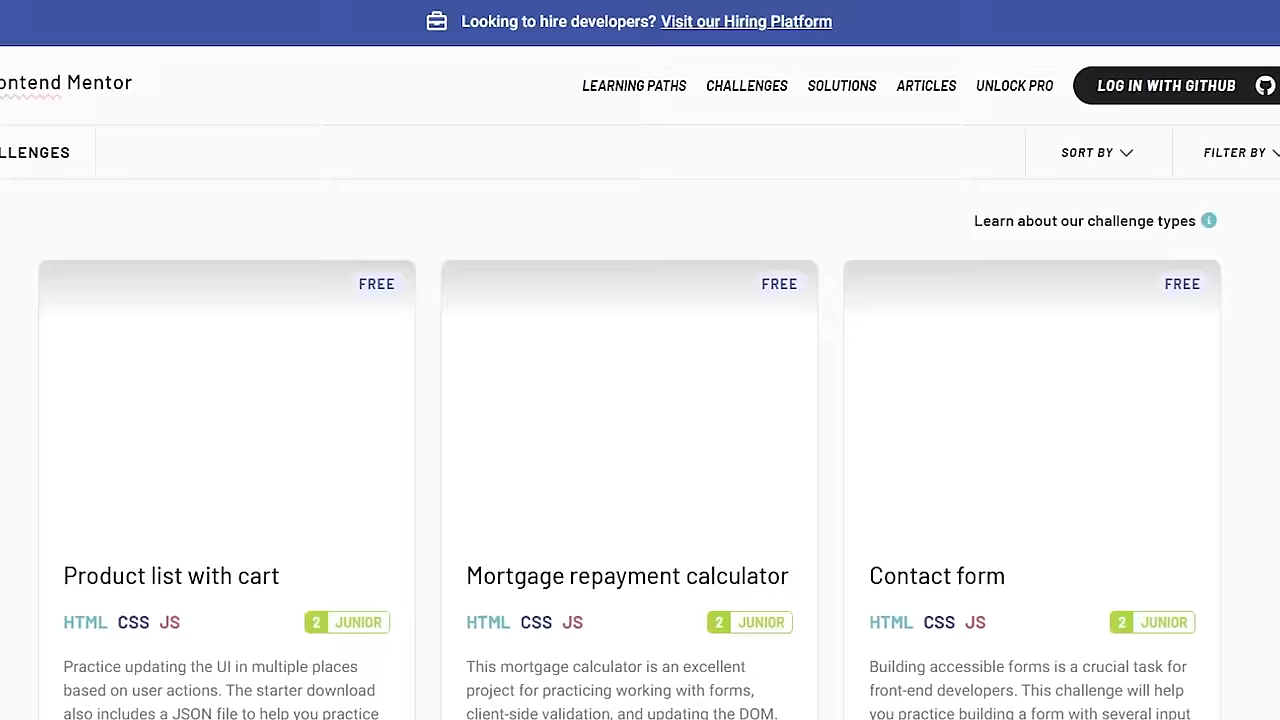 Looking to hire developers? Visit our Hiring Platform
ontend Mentor
LEARNING PATHS CHALLENGES SOLUTIONS ARTICLES UNLOCK PRO LOG IN WITH GITHUB
LLENGES
SORT BY
FILTER BY
Learn about our challenge types
FREE
Product list with cart
HTML CSS JS
2 JUNIOR
Practice updating the UI in multiple places
based on user actions. The starter download
also includes a JSON file to help you practice
FREE
Mortgage repayment calculator
HTML CSS JS
2 JUNIOR
This mortgage calculator is an excellent
project for practicing working with forms,
client-side validation, and updating the DOM.
FREE
Contact form
HTML CSS JS
2 JUNIOR
Building accessible forms is a crucial task for
front-end developers. This challenge will help
you practice building a form with several input